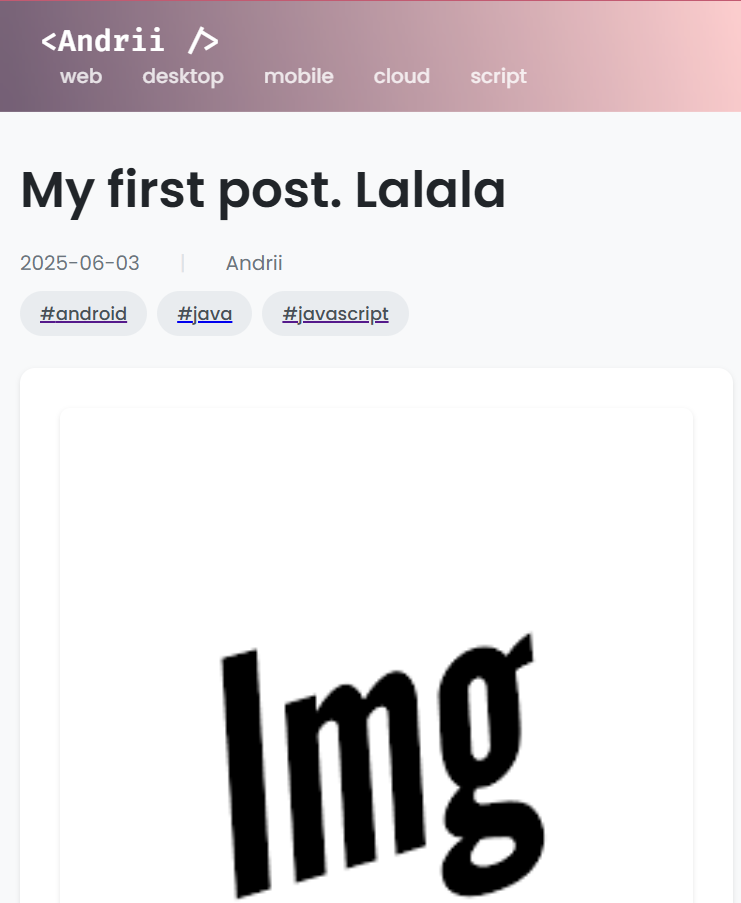 <Andrii />
web desktop mobile cloud script
My first post. Lalala
2025-06-03 | Andrii
#android #java #javascript
Img